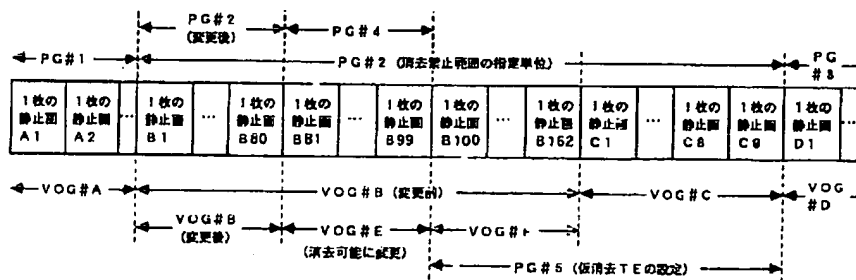 PG#2
(変更後)
PG#4
PG#1
PG#2 (消去禁止範囲の指定単位)
PG
#3
1枚の
静止画
A1
1枚の
静止画
A2
…
1枚の
静止画
B1
…
1枚の
静止画
B80
1枚の
静止画
BB1
…
1枚の
静止画
B99
1枚の
静止画
B100
…
1枚の
静止画
B162
1枚の
静止画
C1
…
1枚の
静止画
C8
1枚の
静止画
C9
1枚の
静止画
D1
…
VOG#A
VOG#B (変更前)
VOG#C
VOG
#D
VOG#B
(変更後)
VOG#E
(消去可能に変更)
VOG#F
PG#5 (仮消去TEの設定)